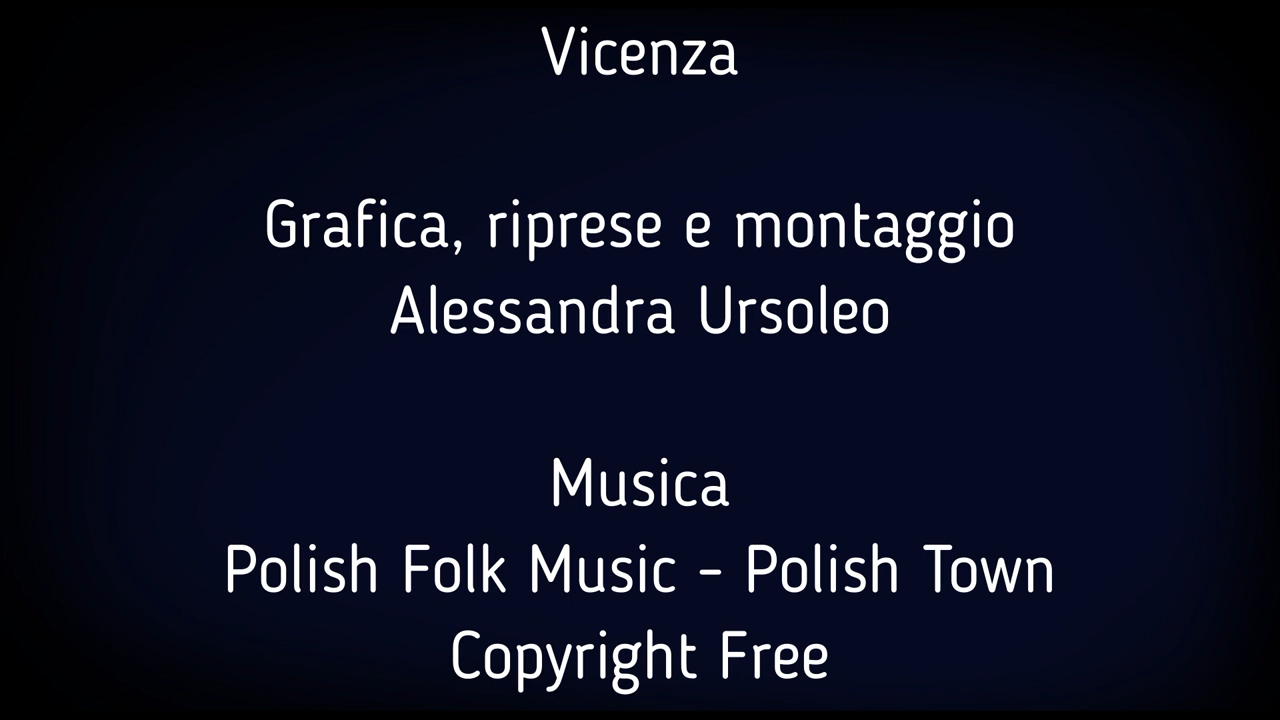 Vicenza
Grafica, riprese e montaggio
Alessandra Ursoleo
Musica
Polish Folk Music - Polish Town
Copyright Free